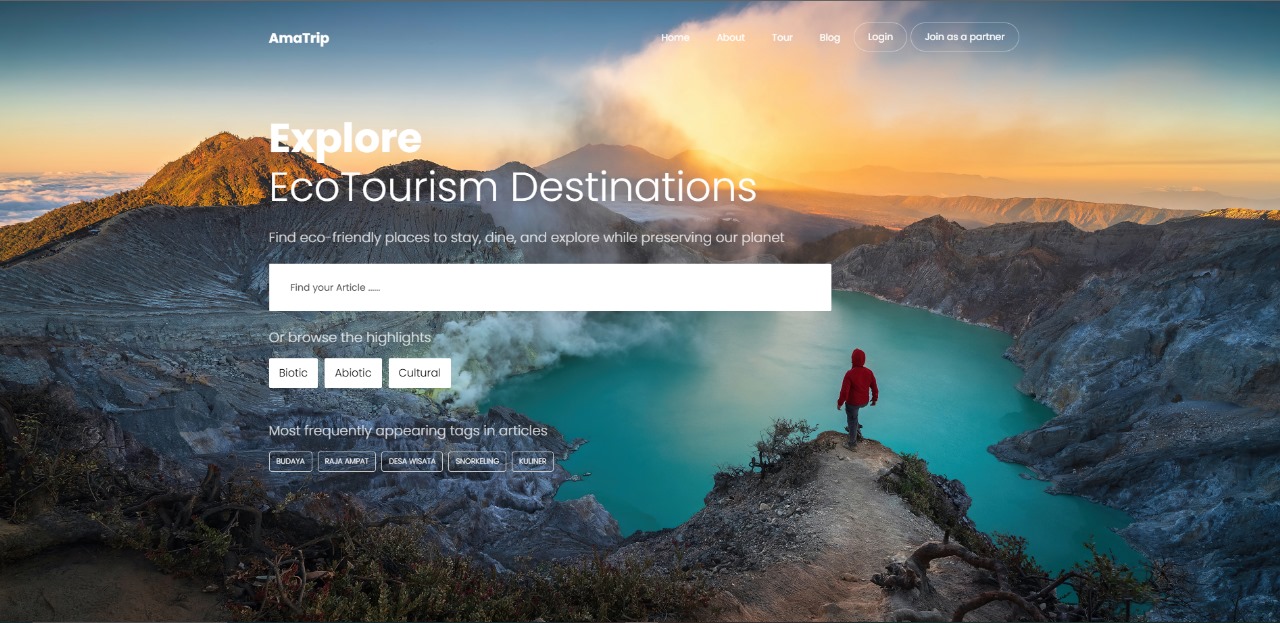 AmaTrip
Home About Tour Blog Login Join as a partner
Explore
EcoTourism Destinations
Find eco-friendly places to stay, dine, and explore while preserving our planet
Find your Article ......
Or browse the highlights
Biotic Abiotic Cultural
Most frequently appearing tags in articles
BUDAYA RAJA AMPAT DESA WISATA SNORKELING KULINER